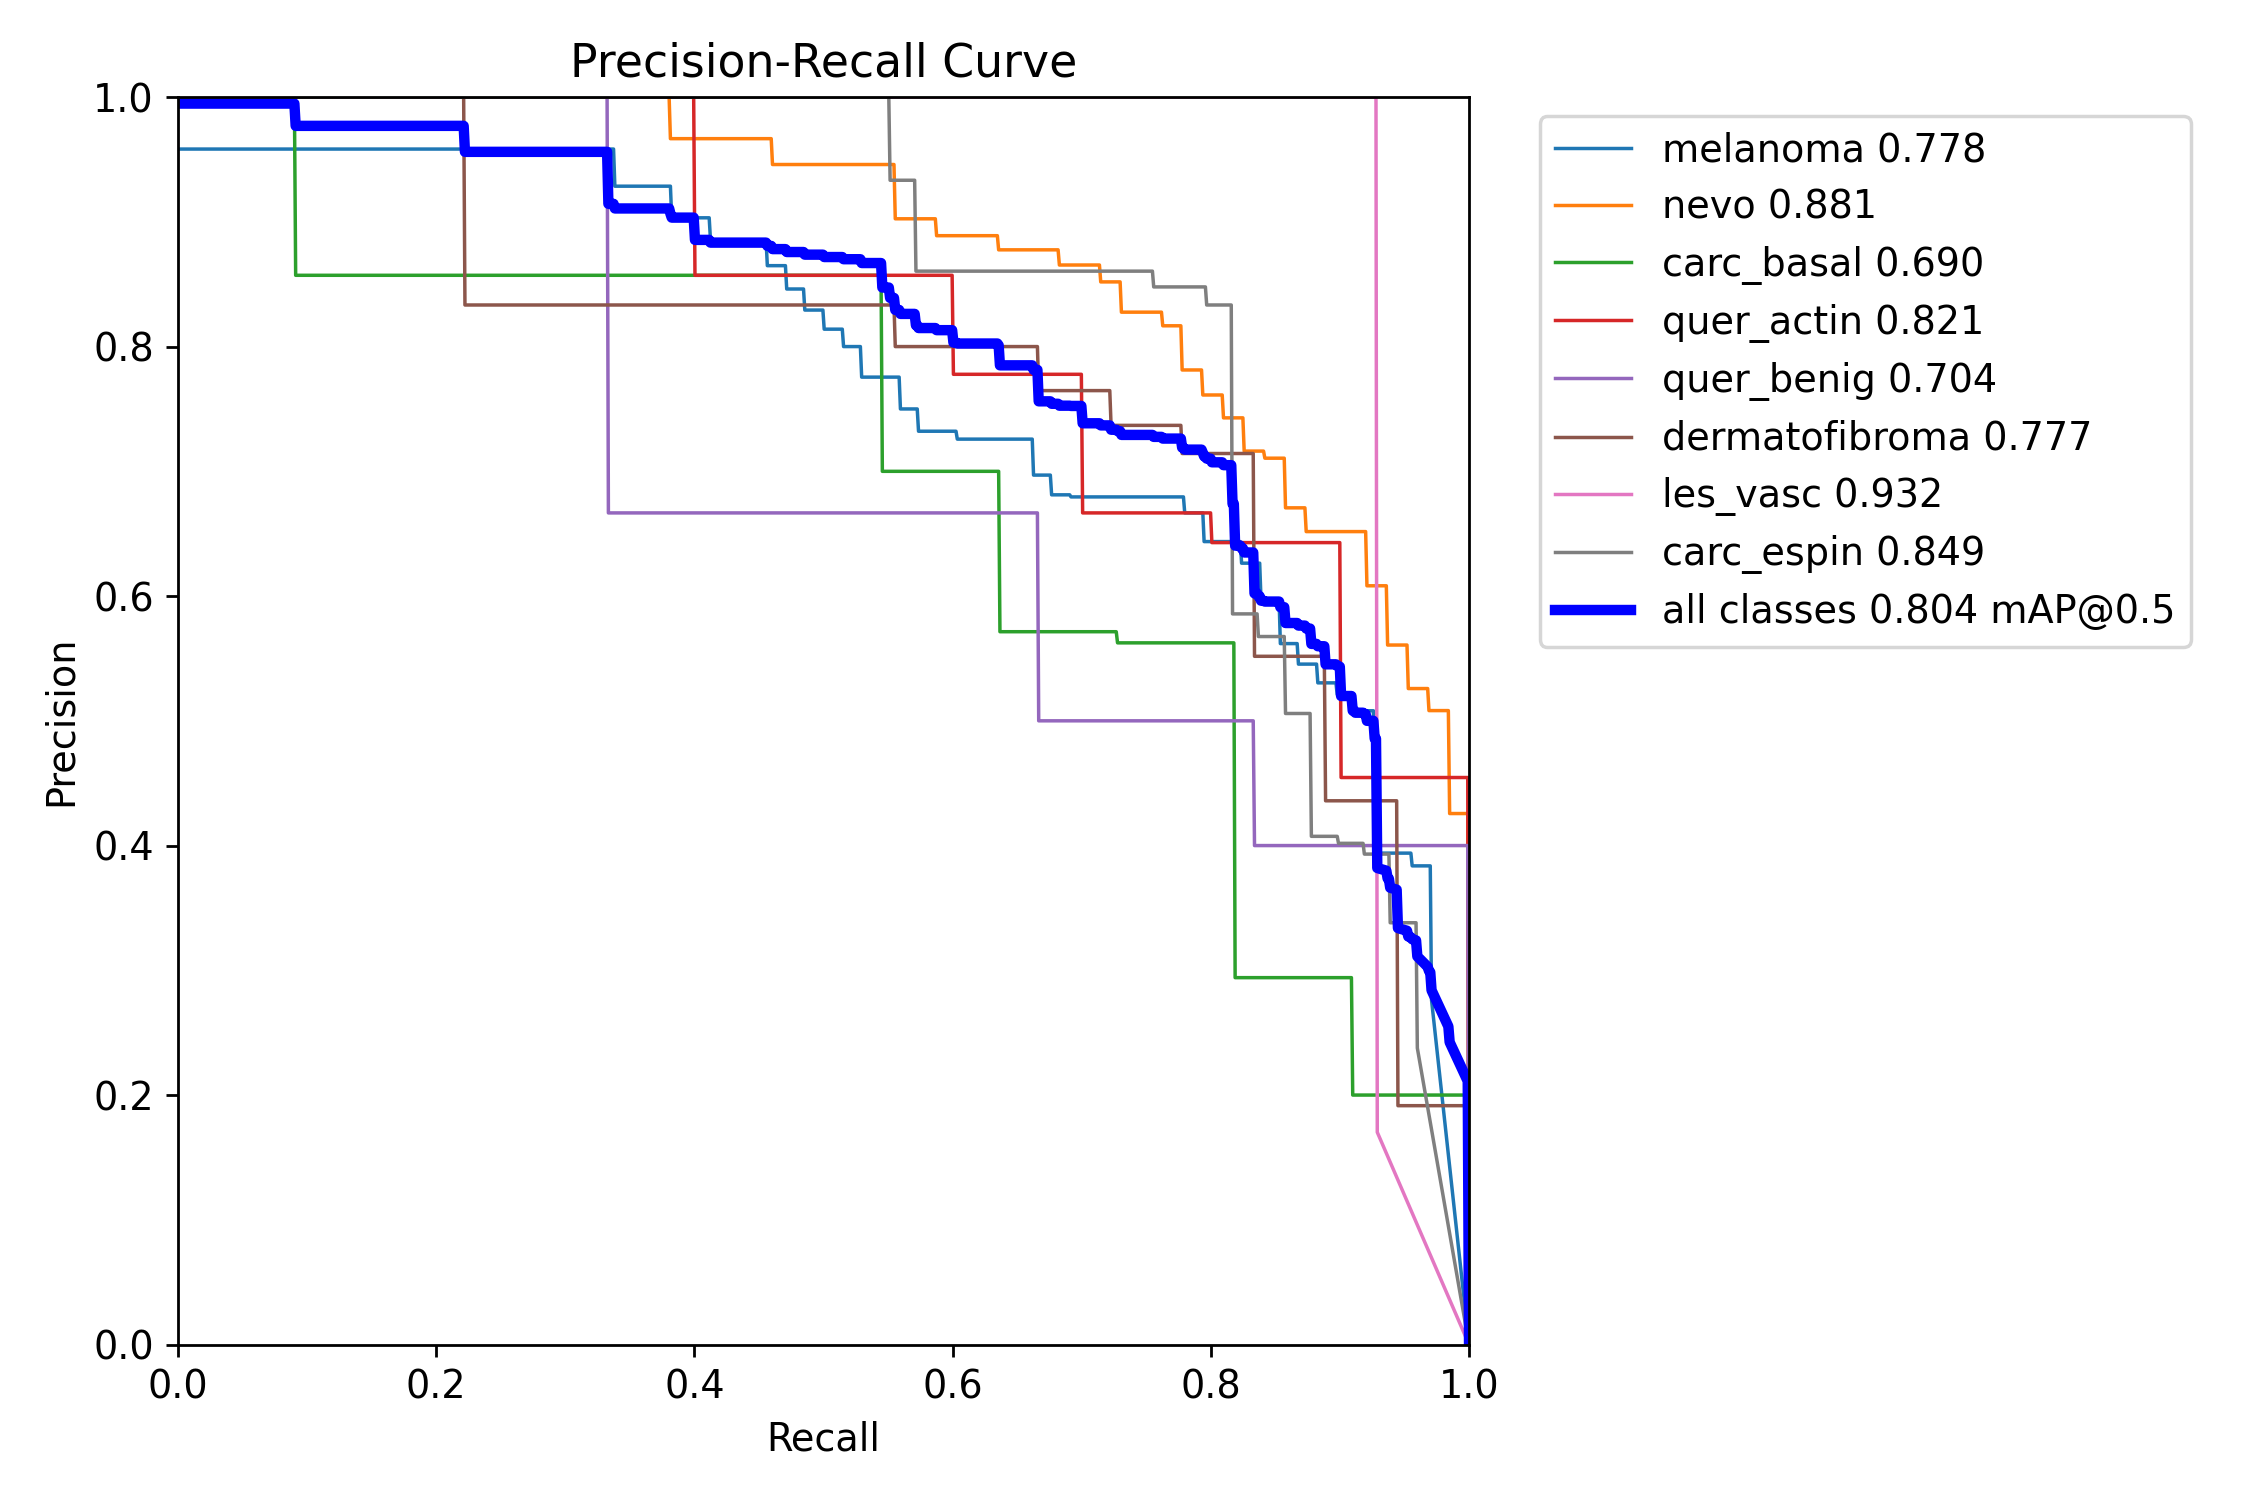 Precision-Recall Curve
1.0
0.8
0.6
0.4
0.2
0.0
Precision
0.0 0.2 0.4 0.6 0.8 1.0
Recall
melanoma 0.778
nevo 0.881
carc_basal 0.690
quer_actin 0.821
quer_benig 0.704
dermatofibroma 0.777
les_vasc 0.932
carc_espin 0.849
all classes 0.804 mAP@0.5